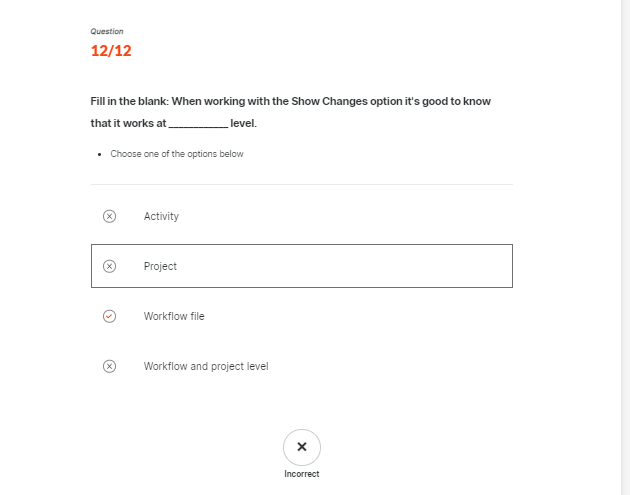 Question
12/12
Fill in the blank: When working with the Show Changes option it's good to know
that it works at ____________ level.
• Choose one of the options below
Activity
Project
Workflow file
Workflow and project level
Incorrect